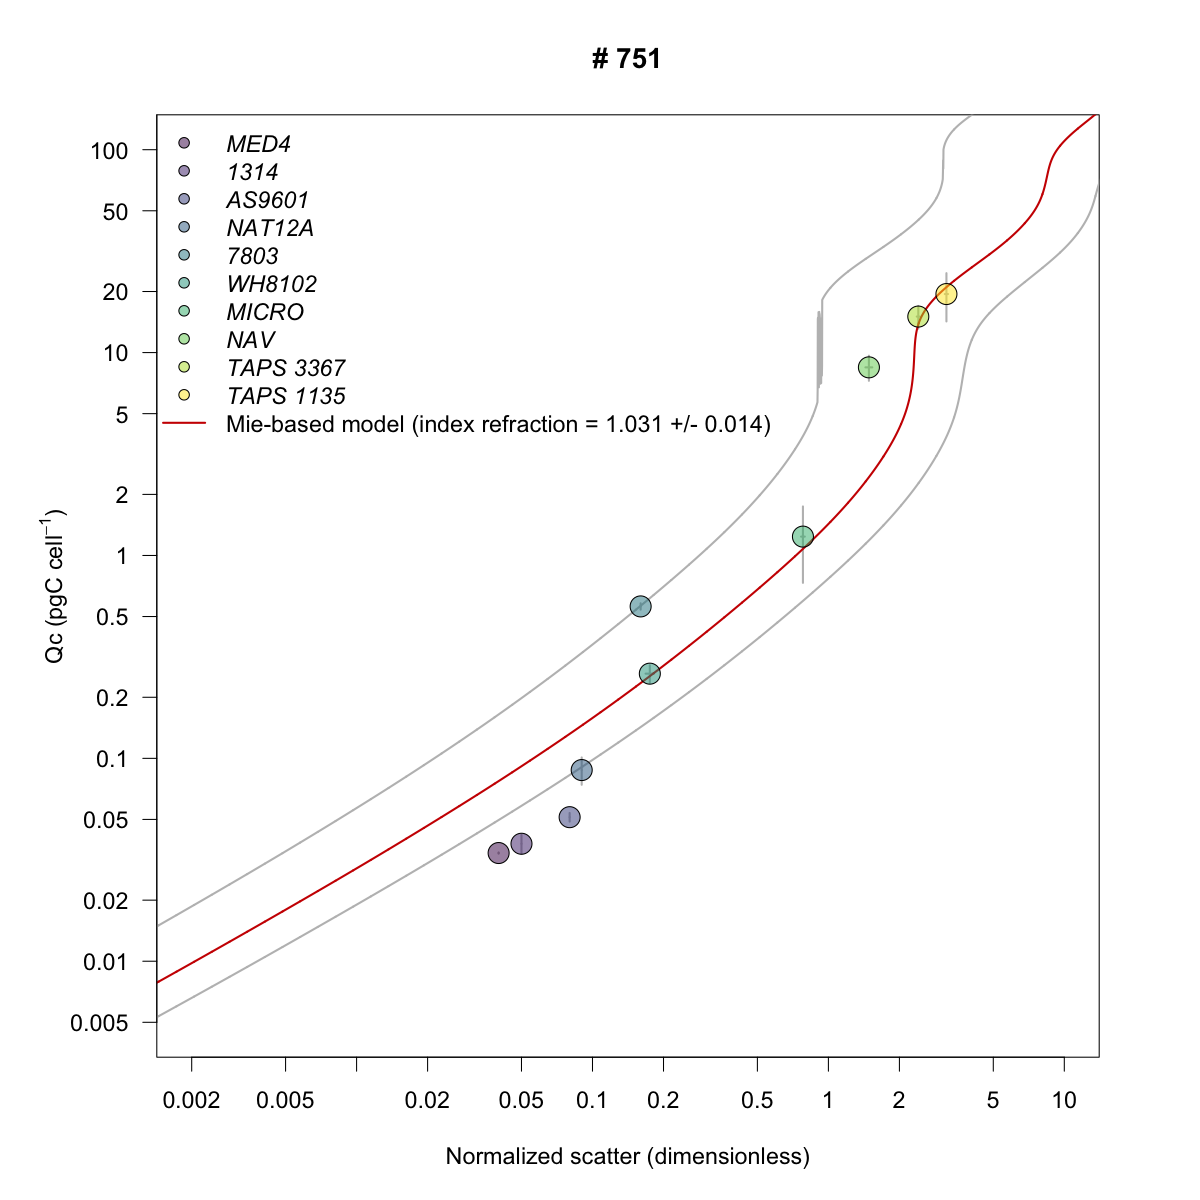 # 751
MED4
1314
AS9601
NAT12A
7803
WH8102
MICRO
NAV
TAPS 3367
TAPS 1135
Mie-based model (index refraction = 1.031 +/- 0.014)
Qc (pgC cell⁻¹)
100
50
20
10
5
2
1
0.5
0.2
0.1
0.05
0.02
0.01
0.005
0.002 0.005 0.02 0.05 0.1 0.2 0.5 1 2 5 10
Normalized scatter (dimensionless)